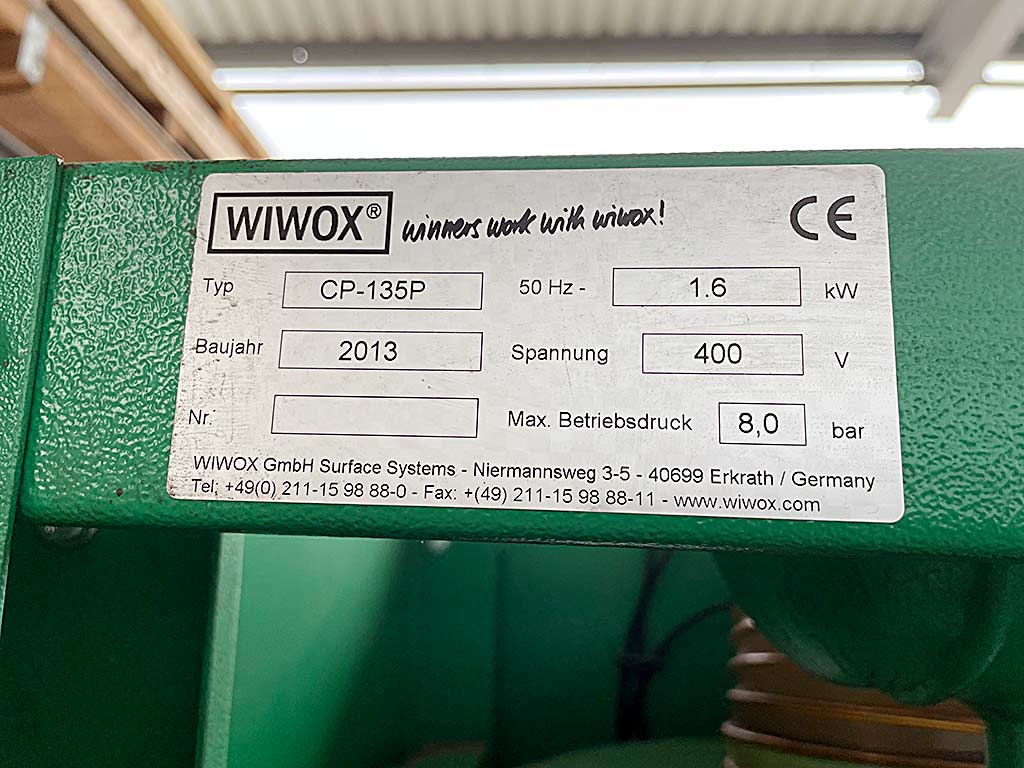 WIWOX® winners work with wiwox! CE
Typ CP-135P 50 Hz - 1.6 kW
Baujahr 2013 Spannung 400 V
Nr. Max. Betriebsdruck 8,0 bar
WIWOX GmbH Surface Systems - Niermannsweg 3-5 - 40699 Erkrath / Germany
Tel; +49(0) 211-15 98 88-0 - Fax: +(49) 211-15 98 88-11 - www.wiwox.com